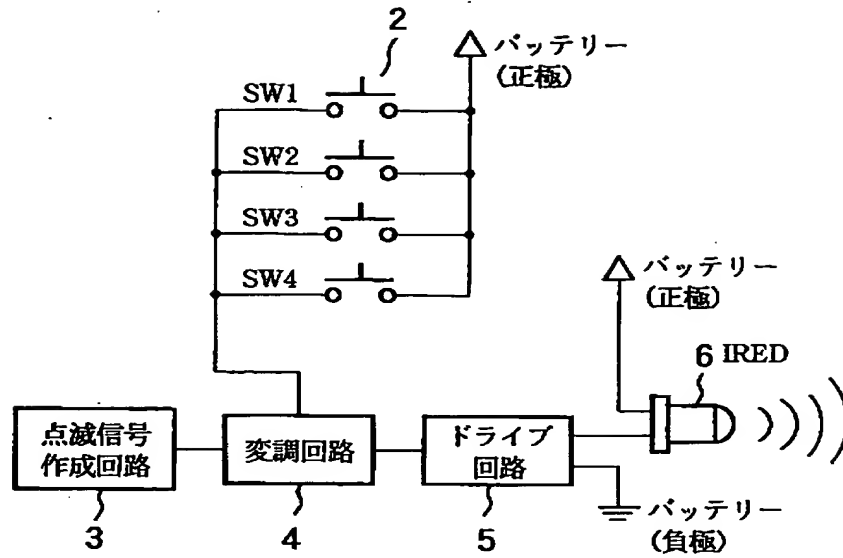 2
バッテリー
(正極)
SW1
SW2
SW3
SW4
バッテリー
(正極)
6 IRED
点滅信号
作成回路
変調回路
ドライブ
回路
3
4
5
バッテリー
(負極)